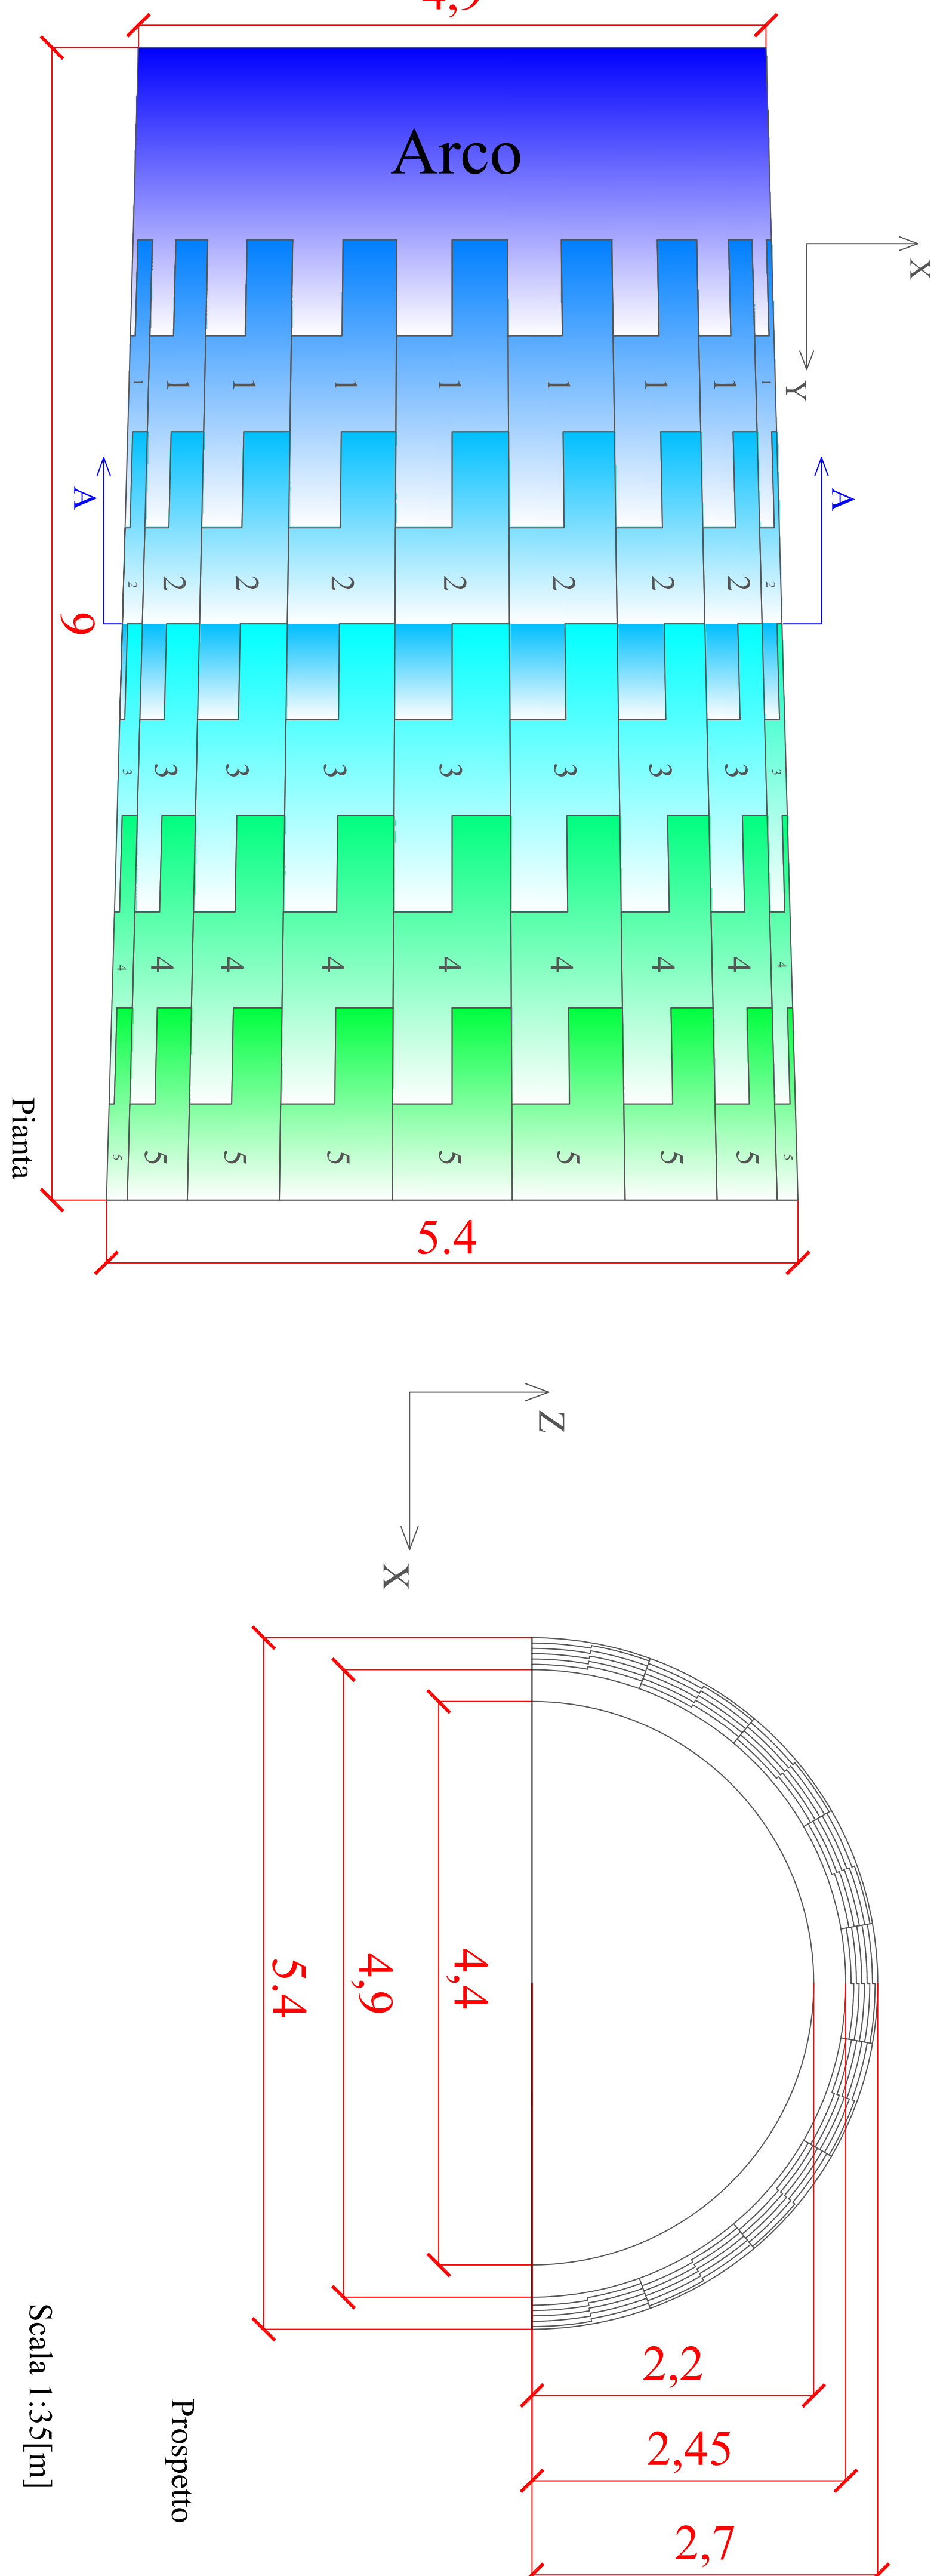 4,9
Arco
X
Y
1 1 1 1 1 1 1 1 1
A A
2 2 2 2 2 2 2 2 2
9
3 3 3 3 3 3 3 3 3
4 4 4 4 4 4 4 4 4
5 5 5 5 5 5 5 5 5
Pianta
5.4
Z
X
5.4
4,9
4,4
2,2
2,45
2,7
Prospetto
Scala 1:35[m]